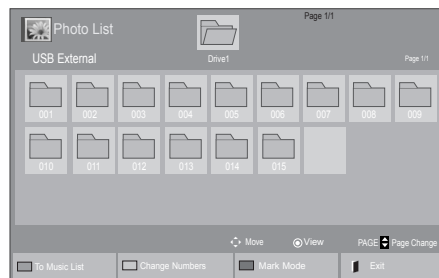 Page 1/1
Photo List
USB External
Drive1
Page 1/1
001 002 003 004 005 006 007 008 009
010 011 012 013 014 015
Move View PAGE Page Change
To Music List Change Numbers Mark Mode Exit